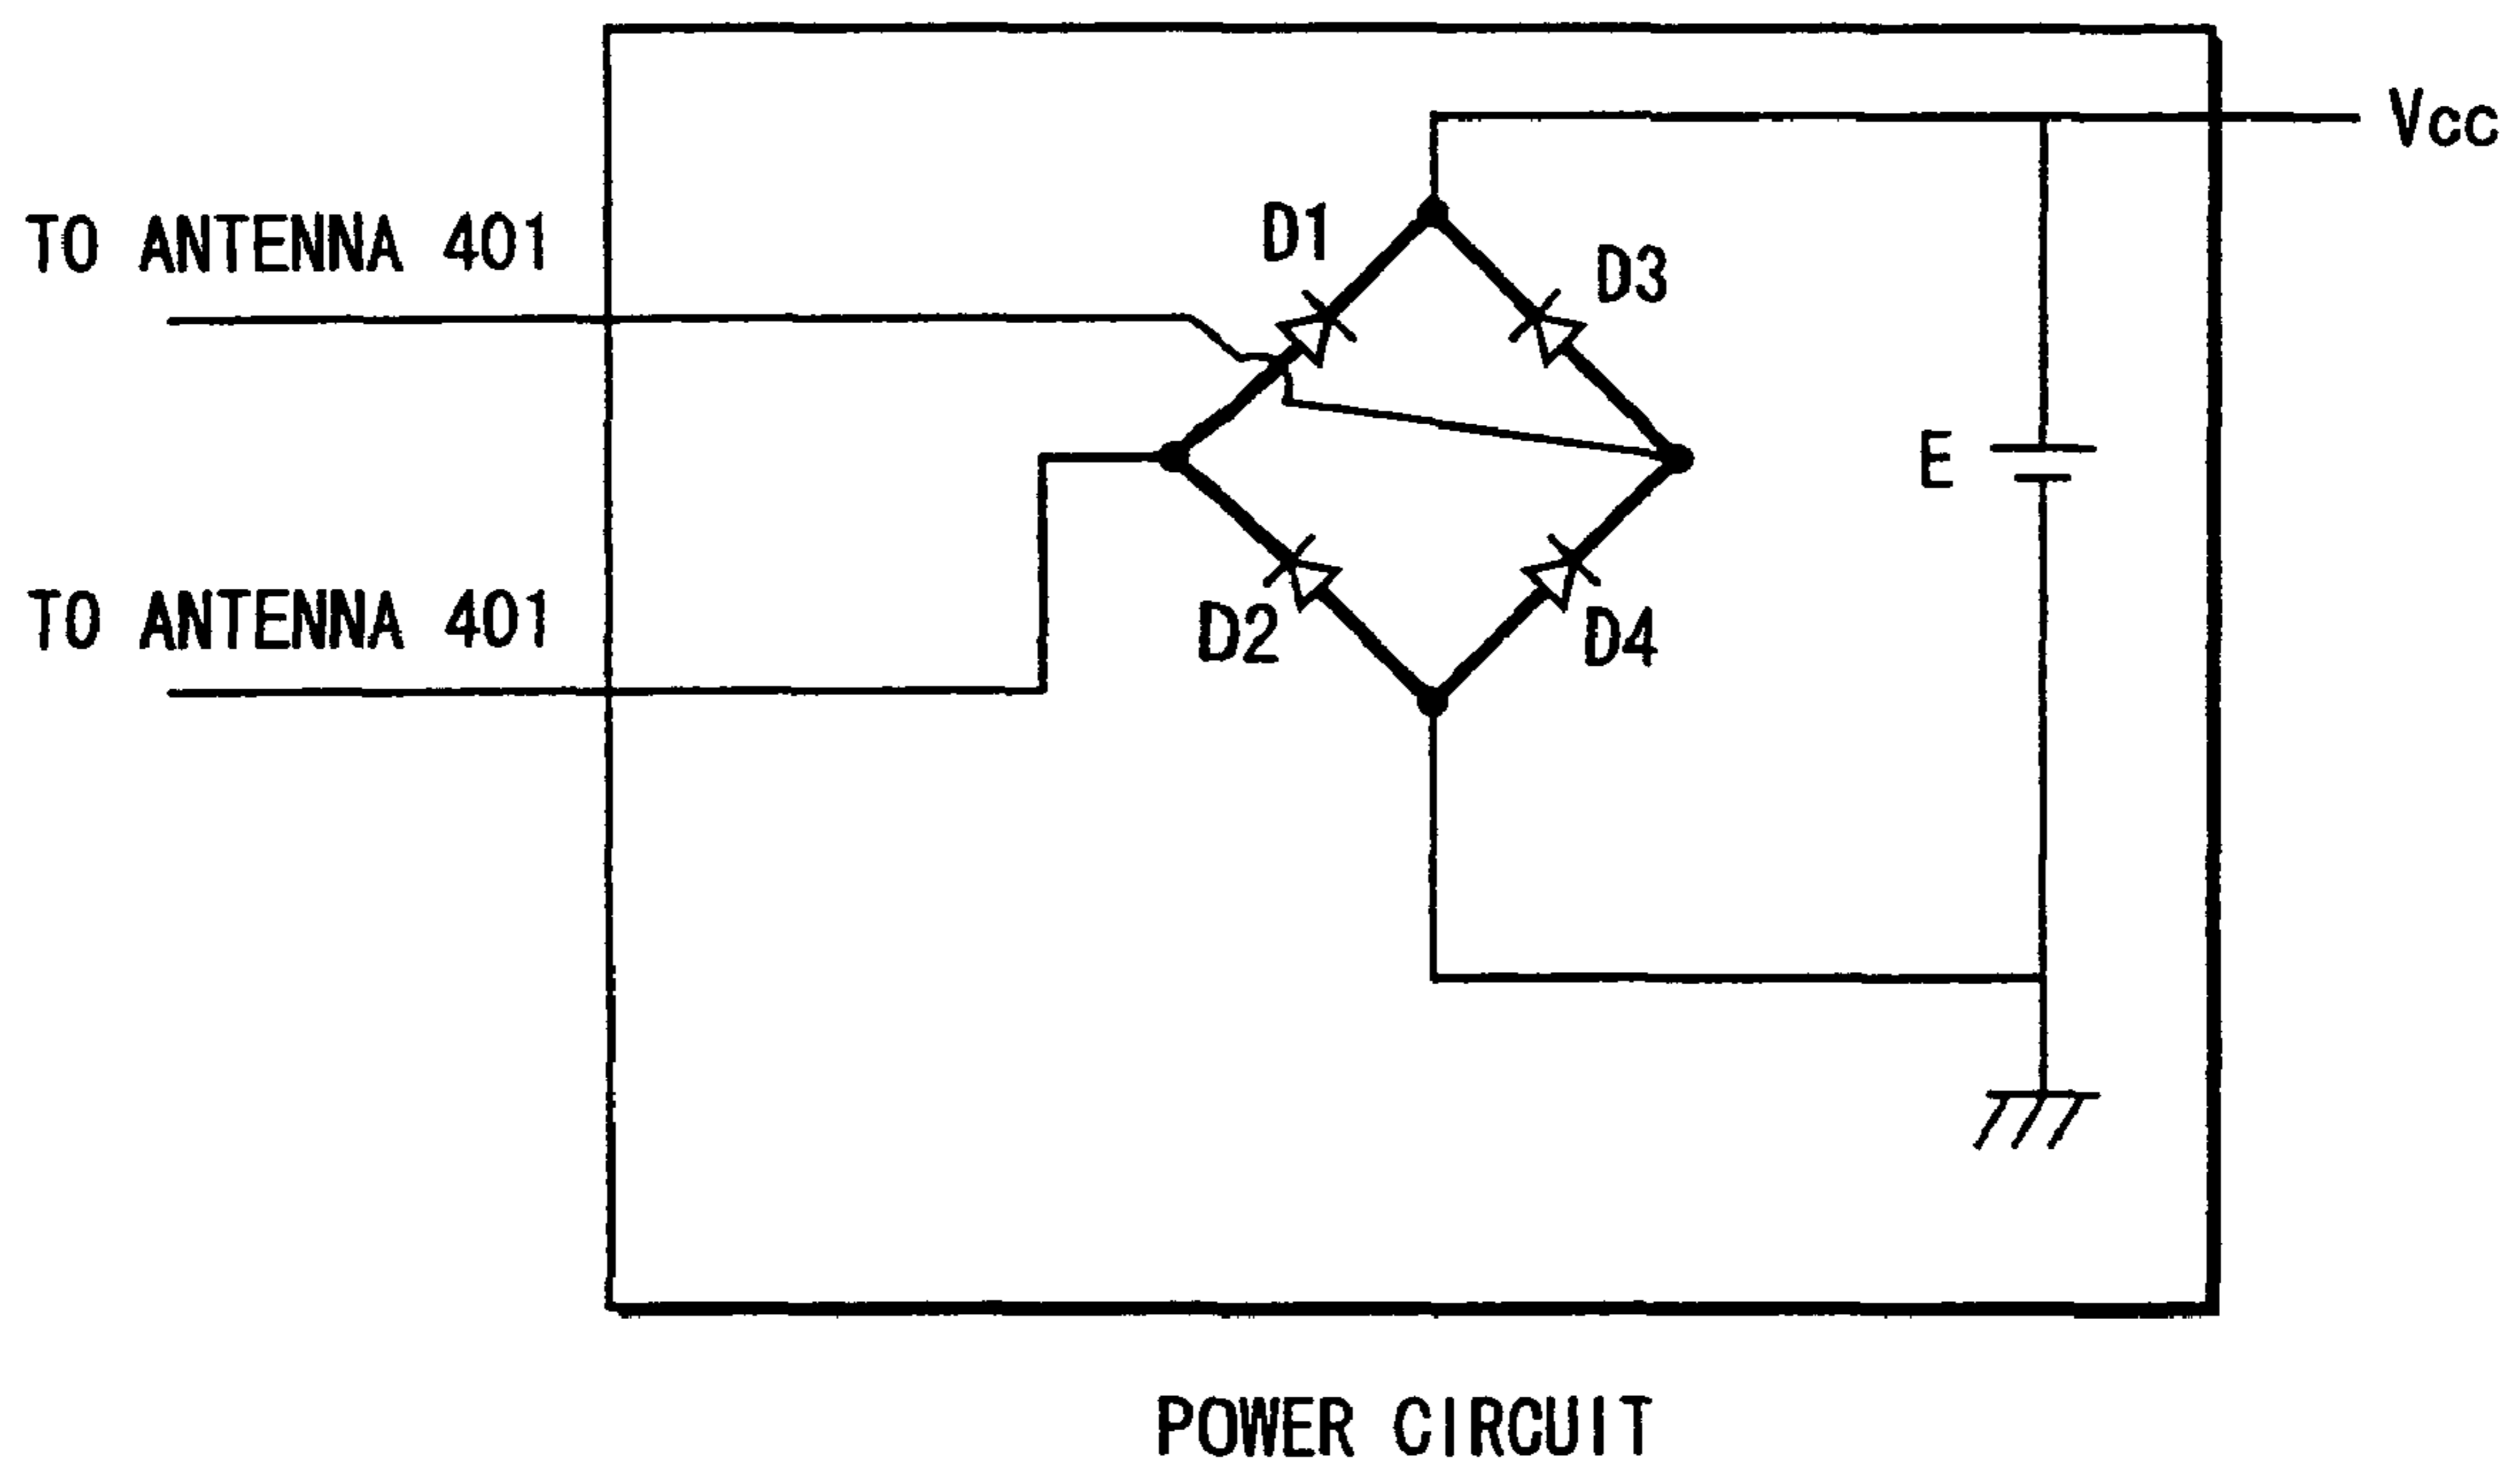 Vcc
TO ANTENNA 401
D1
D3
E
TO ANTENNA 401
D2
D4
POWER CIRCUIT